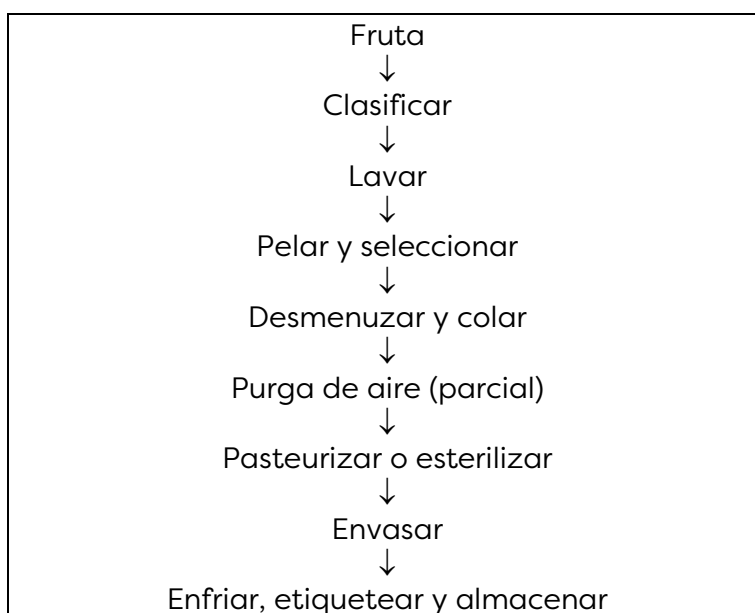 Fruta
↓
Clasificar
↓
Lavar
↓
Pelar y seleccionar
↓
Desmenuzar y colar
↓
Purga de aire (parcial)
↓
Pasteurizar o esterilizar
↓
Envasar
↓
Enfriar, etiquetear y almacenar